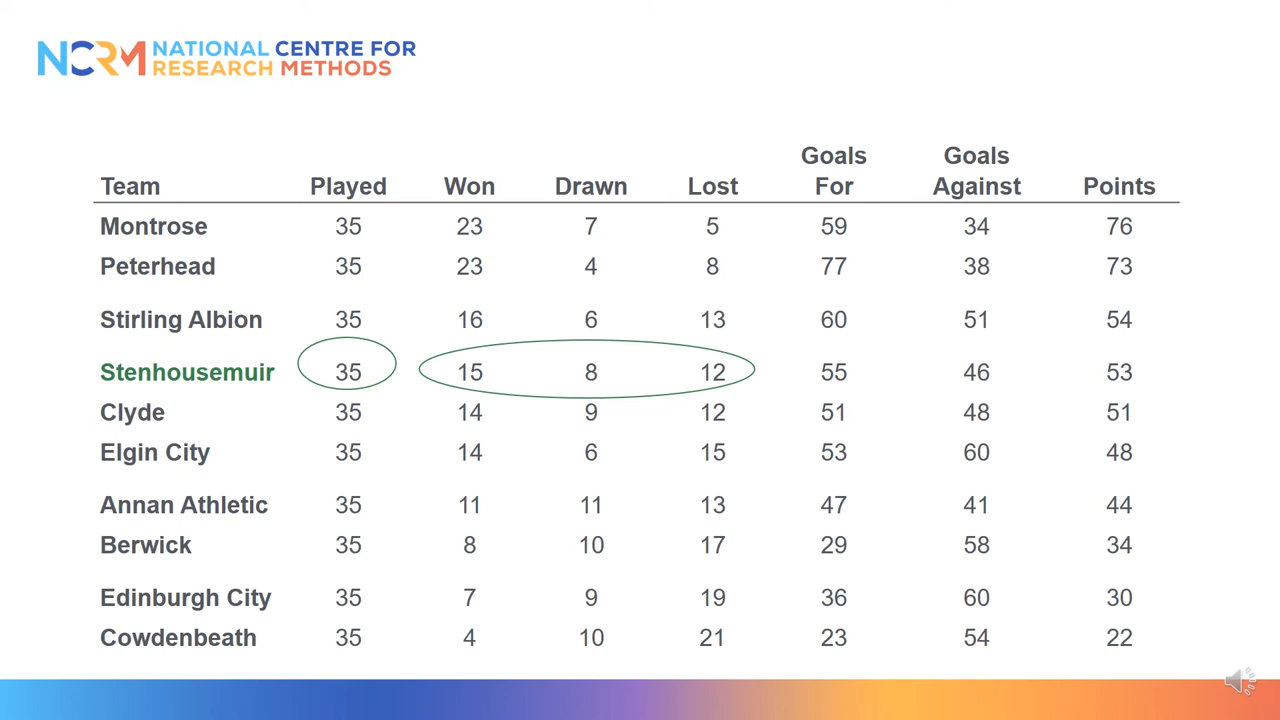 NCRM NATIONAL CENTRE FOR
RESEARCH METHODS
Goals Goals
Team Played Won Drawn Lost For Against Points
Montrose 35 23 7 5 59 34 76
Peterhead 35 23 4 8 77 38 73
Stirling Albion 35 16 6 13 60 51 54
Stenhousemuir 35 15 8 12 55 46 53
Clyde 35 14 9 12 51 48 51
Elgin City 35 14 6 15 53 60 48
Annan Athletic 35 11 11 13 47 41 44
Berwick 35 8 10 17 29 58 34
Edinburgh City 35 7 9 19 36 60 30
Cowdenbeath 35 4 10 21 23 54 22